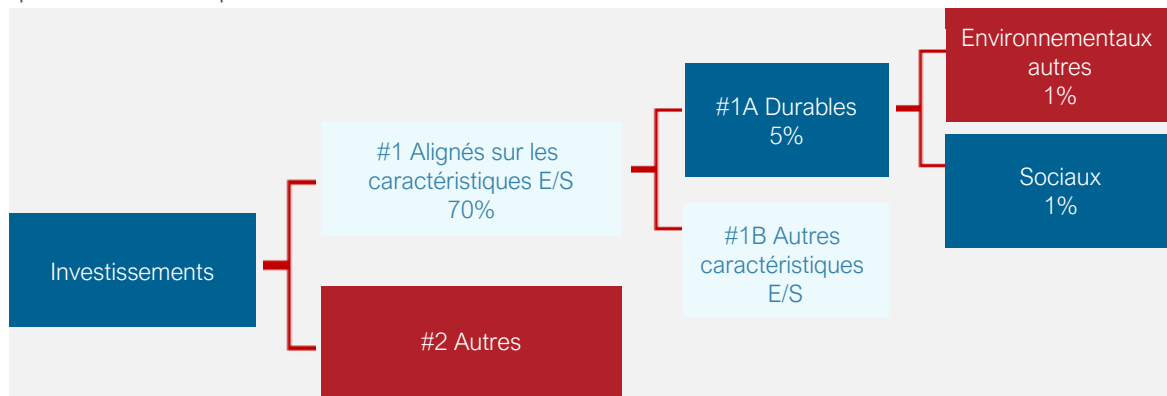 Environnementaux
autres
1%
#1A Durables
5%
#1 Alignés sur les
caractéristiques E/S
70%
Sociaux
1%
#1B Autres
caractéristiques
E/S
Investissements
#2 Autres